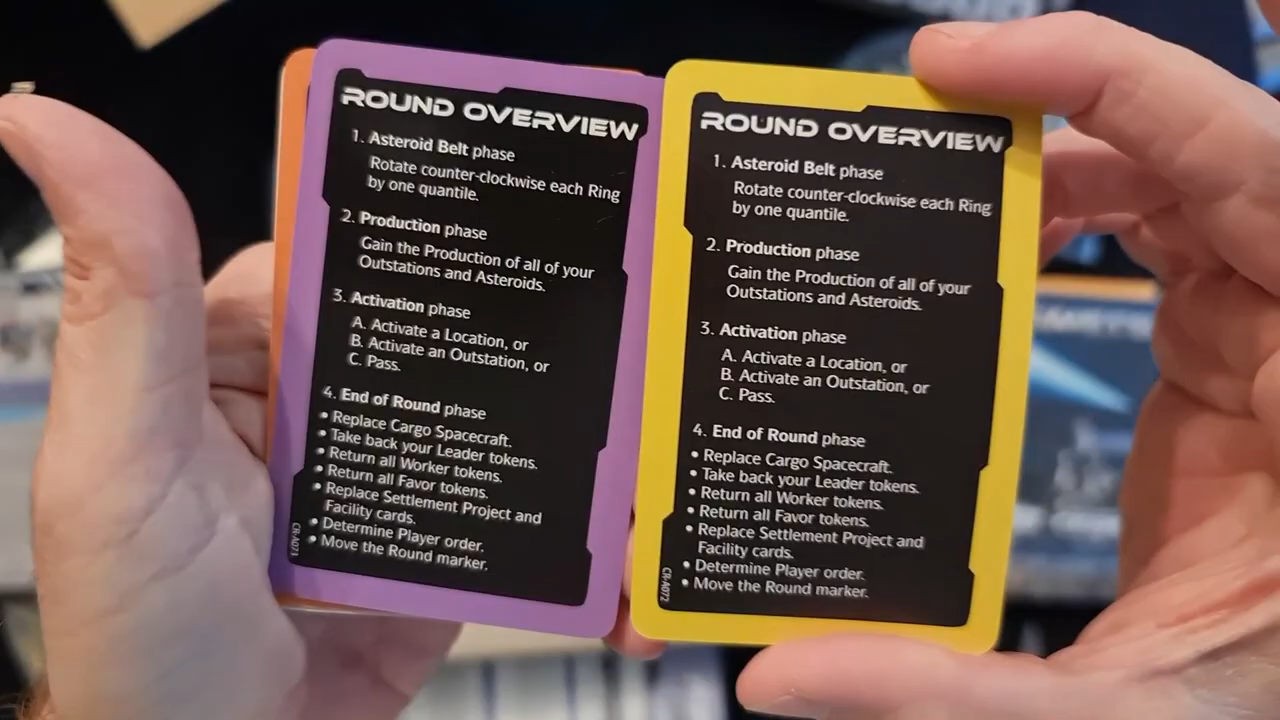 ROUND OVERVIEW
1. Asteroid Belt phase
Rotate counter-clockwise each Ring
by one quantile.
2. Production phase
Gain the Production of all of your
Outstations and Asteroids.
3. Activation phase
A. Activate a Location, or
B. Activate an Outstation, or
C. Pass.
4. End of Round phase
• Replace Cargo Spacecraft.
• Take back your Leader tokens.
• Return all Worker tokens.
• Return all Favor tokens.
• Replace Settlement Project and
Facility cards.
• Determine Player order.
• Move the Round marker.
CR-A071
ROUND OVERVIEW
1. Asteroid Belt phase
Rotate counter-clockwise each Ring
by one quantile.
2. Production phase
Gain the Production of all of your
Outstations and Asteroids.
3. Activation phase
A. Activate a Location, or
B. Activate an Outstation, or
C. Pass.
4. End of Round phase
• Replace Cargo Spacecraft.
• Take back your Leader tokens.
• Return all Worker tokens.
• Return all Favor tokens.
• Replace Settlement Project and
Facility cards.
• Determine Player order.
• Move the Round marker.
CR-A072